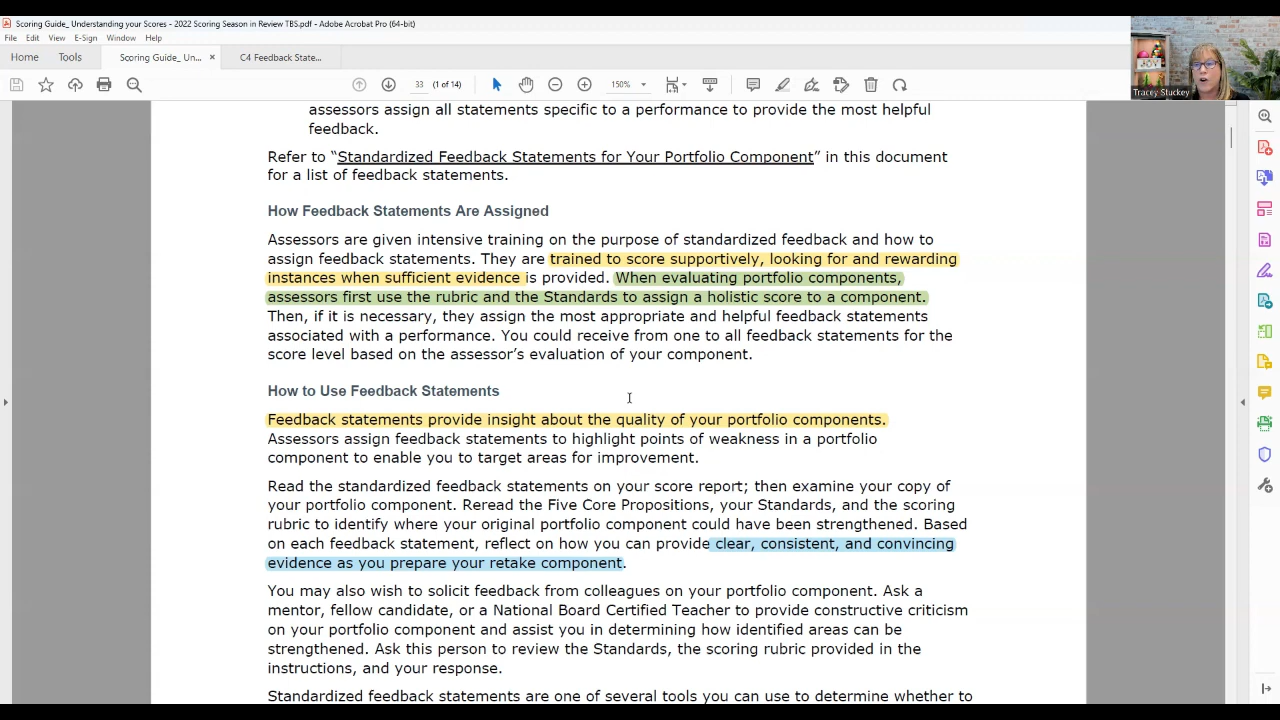 Scoring Guide_ Understanding your Scores - 2022 Scoring Season in Review TBS.pdf - Adobe Acrobat Pro (64-bit)
File Edit View E-Sign Window Help
Home Tools Scoring Guide_ Un... × C4 Feedback State...
33 (1 of 14) 150%
JOY
Tracey Stuckey
assessors assign all statements specific to a performance to provide the most helpful
feedback.
Refer to “Standardized Feedback Statements for Your Portfolio Component” in this document
for a list of feedback statements.
How Feedback Statements Are Assigned
Assessors are given intensive training on the purpose of standardized feedback and how to
assign feedback statements. They are trained to score supportively, looking for and rewarding
instances when sufficient evidence is provided. When evaluating portfolio components,
assessors first use the rubric and the Standards to assign a holistic score to a component.
Then, if it is necessary, they assign the most appropriate and helpful feedback statements
associated with a performance. You could receive from one to all feedback statements for the
score level based on the assessor’s evaluation of your component.
How to Use Feedback Statements
Feedback statements provide insight about the quality of your portfolio components.
Assessors assign feedback statements to highlight points of weakness in a portfolio
component to enable you to target areas for improvement.
Read the standardized feedback statements on your score report; then examine your copy of
your portfolio component. Reread the Five Core Propositions, your Standards, and the scoring
rubric to identify where your original portfolio component could have been strengthened. Based
on each feedback statement, reflect on how you can provide clear, consistent, and convincing
evidence as you prepare your retake component.
You may also wish to solicit feedback from colleagues on your portfolio component. Ask a
mentor, fellow candidate, or a National Board Certified Teacher to provide constructive criticism
on your portfolio component and assist you in determining how identified areas can be
strengthened. Ask this person to review the Standards, the scoring rubric provided in the
instructions, and your response.
Standardized feedback statements are one of several tools you can use to determine whether to